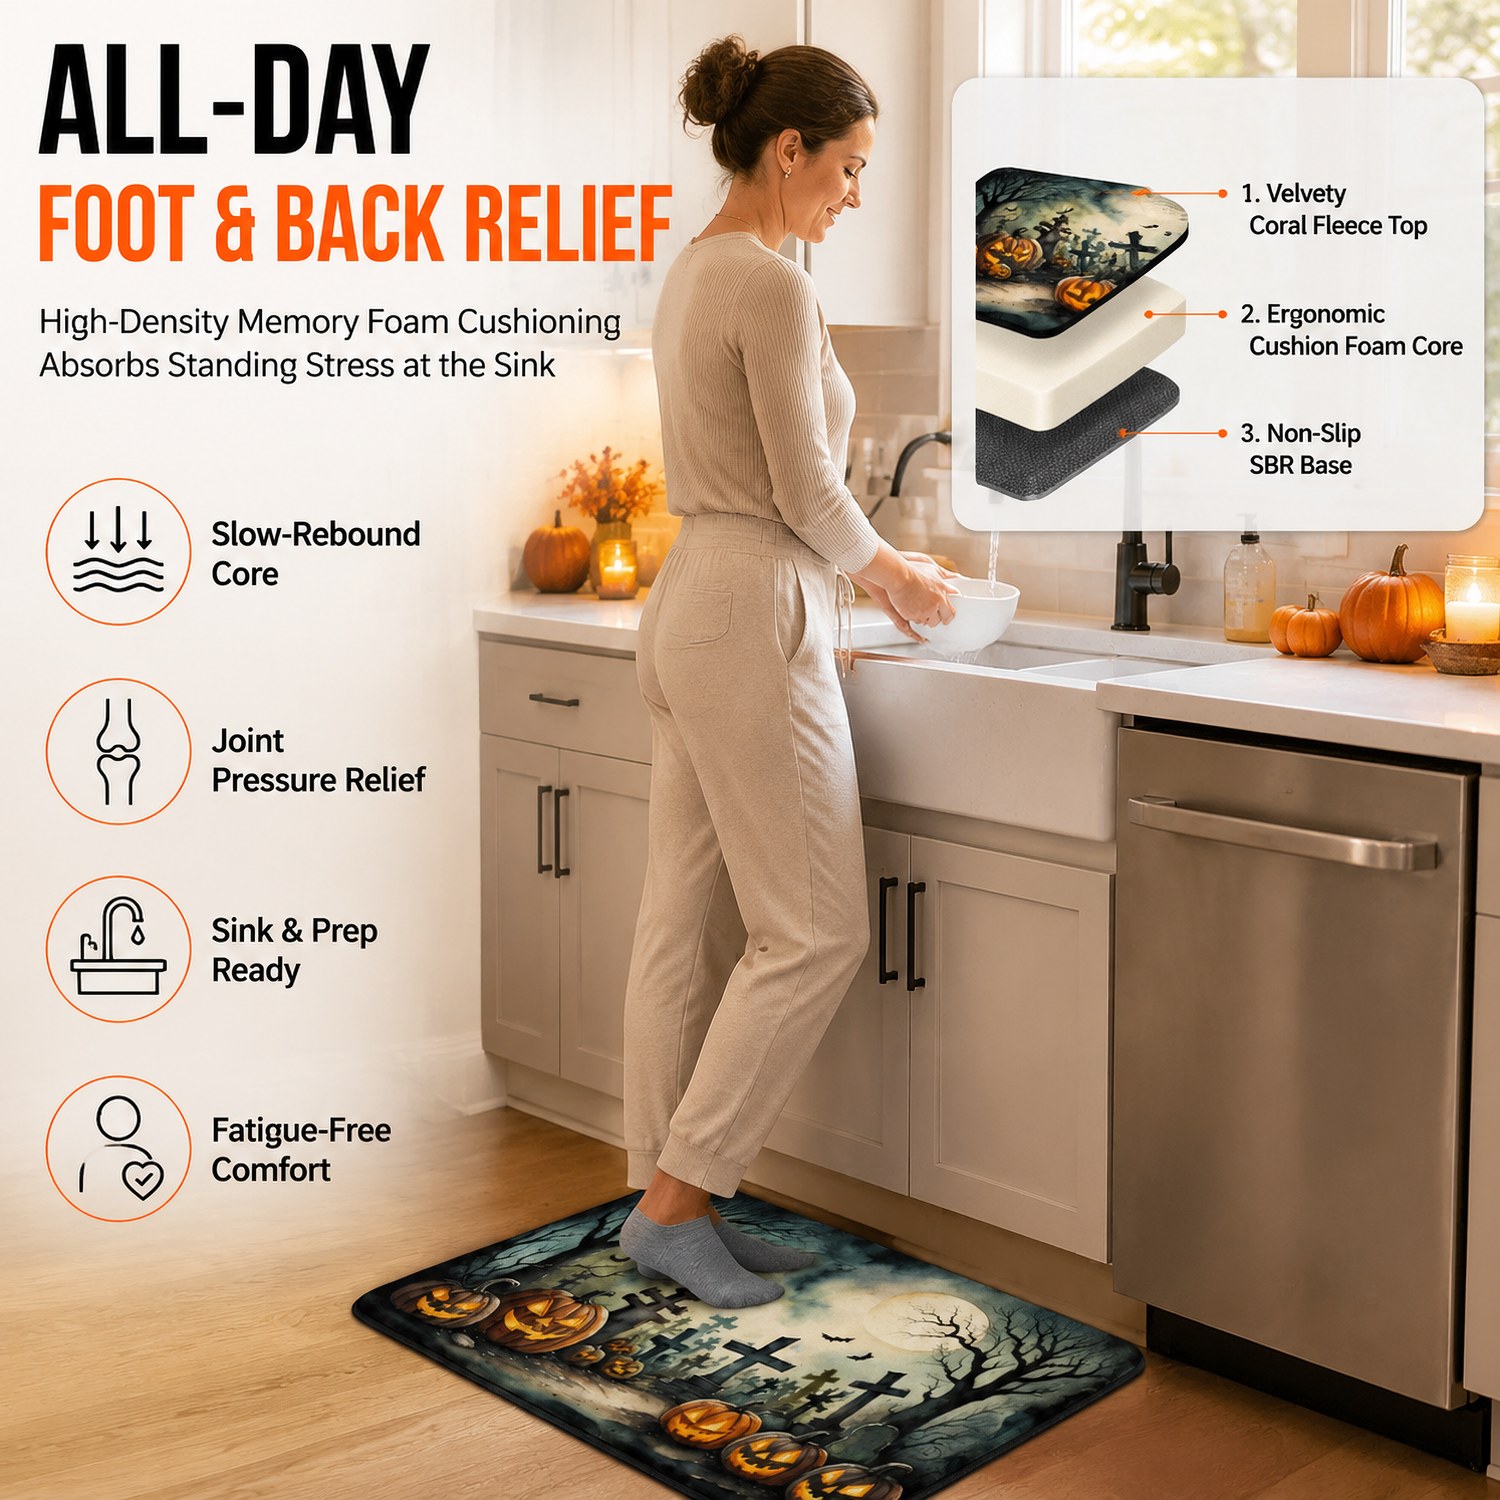 ALL-DAY
FOOT & BACK RELIEF
High-Density Memory Foam Cushioning
Absorbs Standing Stress at the Sink
Slow-Rebound
Core
Joint
Pressure Relief
Sink & Prep
Ready
Fatigue-Free
Comfort
1. Velvety
Coral Fleece Top
2. Ergonomic
Cushion Foam Core
3. Non-Slip
SBR Base